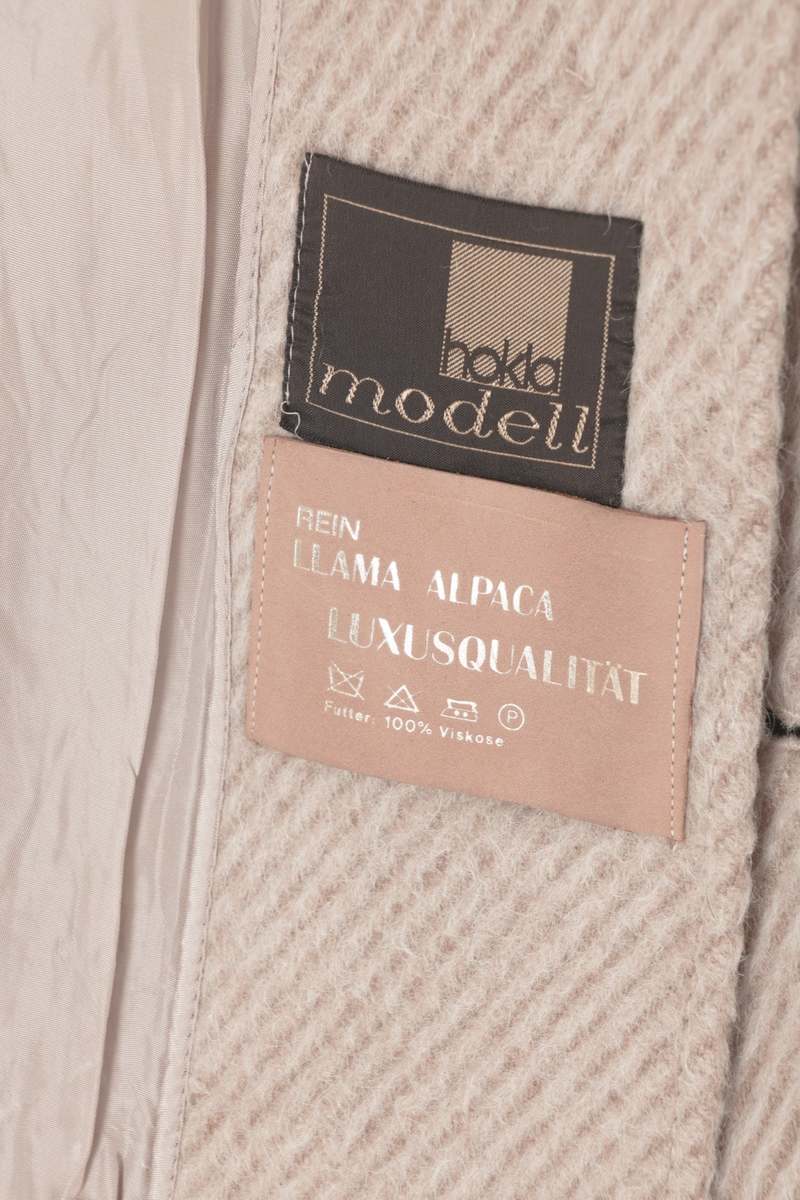 hokla
modell
REIN
LLAMA ALPACA
LUXUSQUALITÄT
P
Futter: 100% Viskose